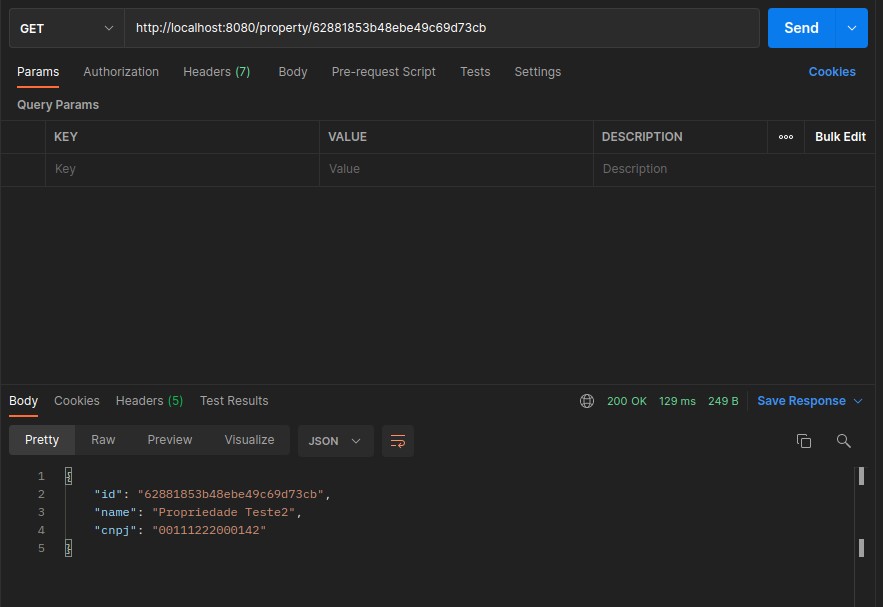 GET http://localhost:8080/property/62881853b48ebe49c69d73cb Send
Params Authorization Headers (7) Body Pre-request Script Tests Settings Cookies
Query Params
KEY VALUE DESCRIPTION Bulk Edit
Key Value Description
Body Cookies Headers (5) Test Results 200 OK 129 ms 249 B Save Response
Pretty Raw Preview Visualize JSON
1 {
2 "id": "62881853b48ebe49c69d73cb",
3 "name": "Propriedade Teste2",
4 "cnpj": "00111222000142"
5 }